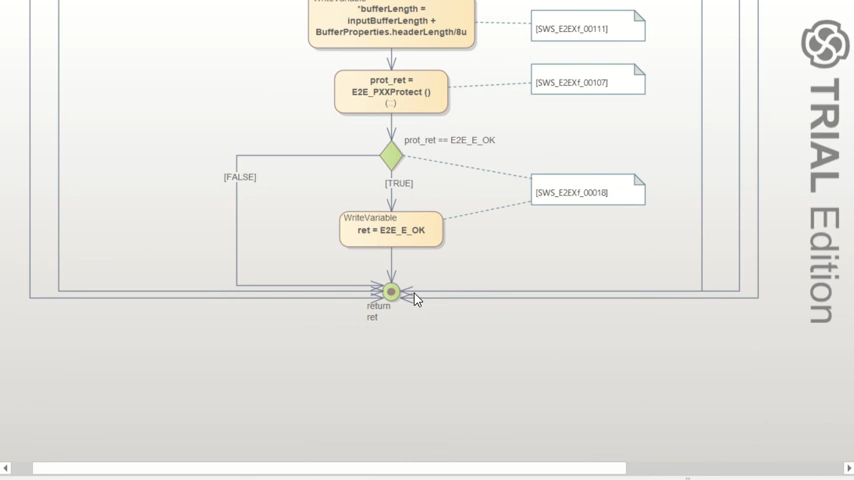 WriteVariable
*bufferLength =
inputBufferLength +
BufferProperties.headerLength/8u
[SWS_E2EXf_00111]
prot_ret =
E2E_PXXProtect ()
(::)
[SWS_E2EXf_00107]
prot_ret == E2E_E_OK
[FALSE]
[TRUE]
[SWS_E2EXf_00018]
WriteVariable
ret = E2E_E_OK
return
ret
TRIAL Edition